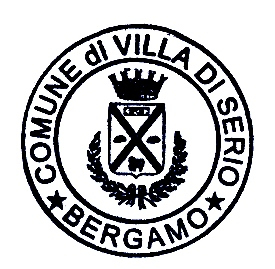 COMUNE di VILLA DI SERIO
★ BERGAMO ★